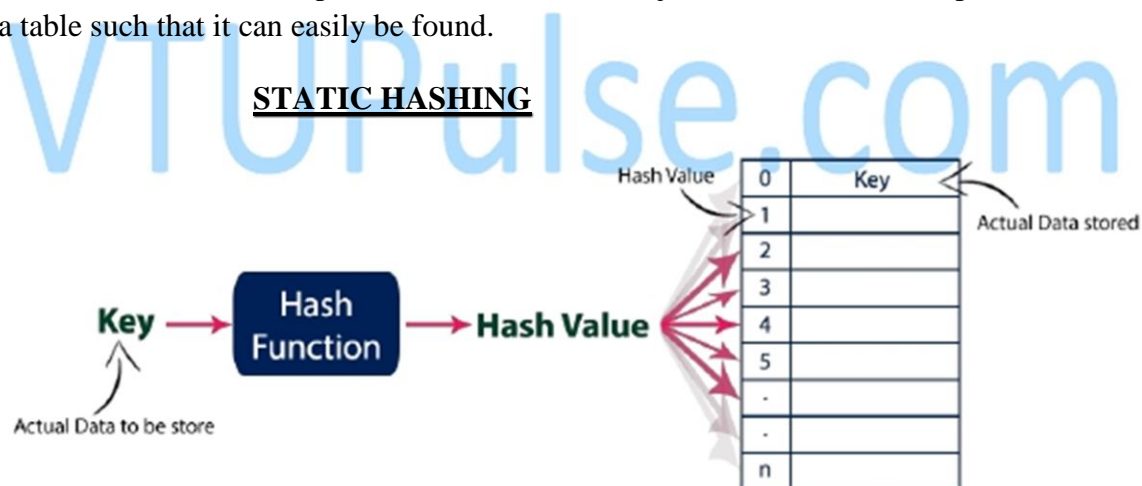 a table such that it can easily be found.
VTUPulse.com
STATIC HASHING
Hash Value
0 Key
1
Actual Data stored
2
3
Key
Hash
Function
Hash Value
4
5
.
.
n
Actual Data to be store